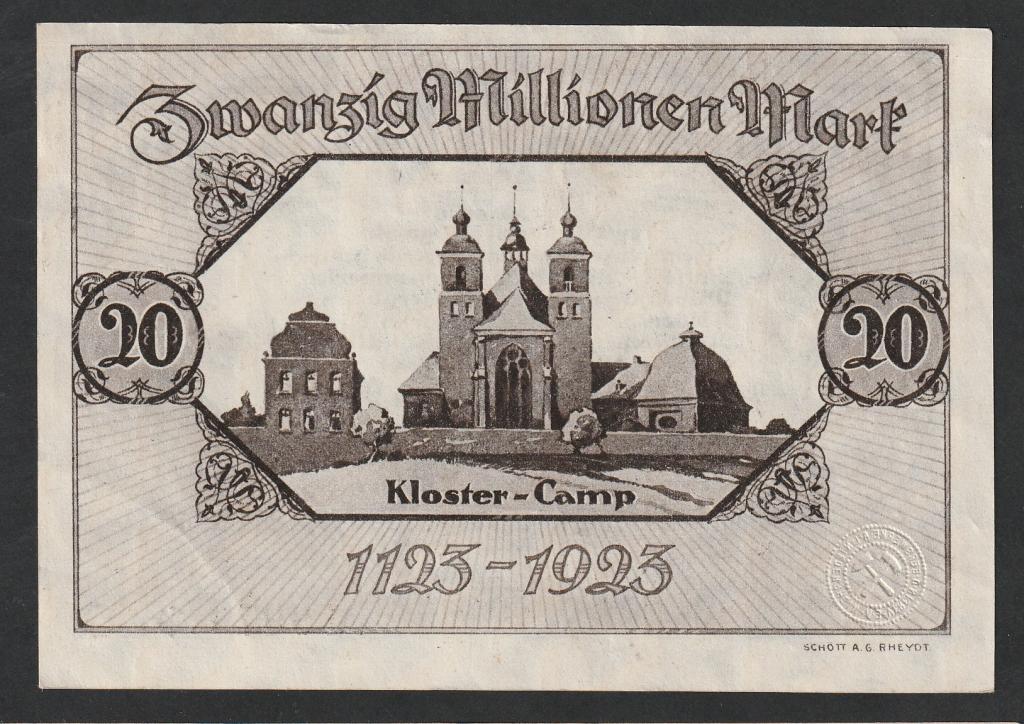 Zwanzig Millionen Mark
20
20
Kloster-Camp
1123-1923
SCHOTT A.G. RHEYDT